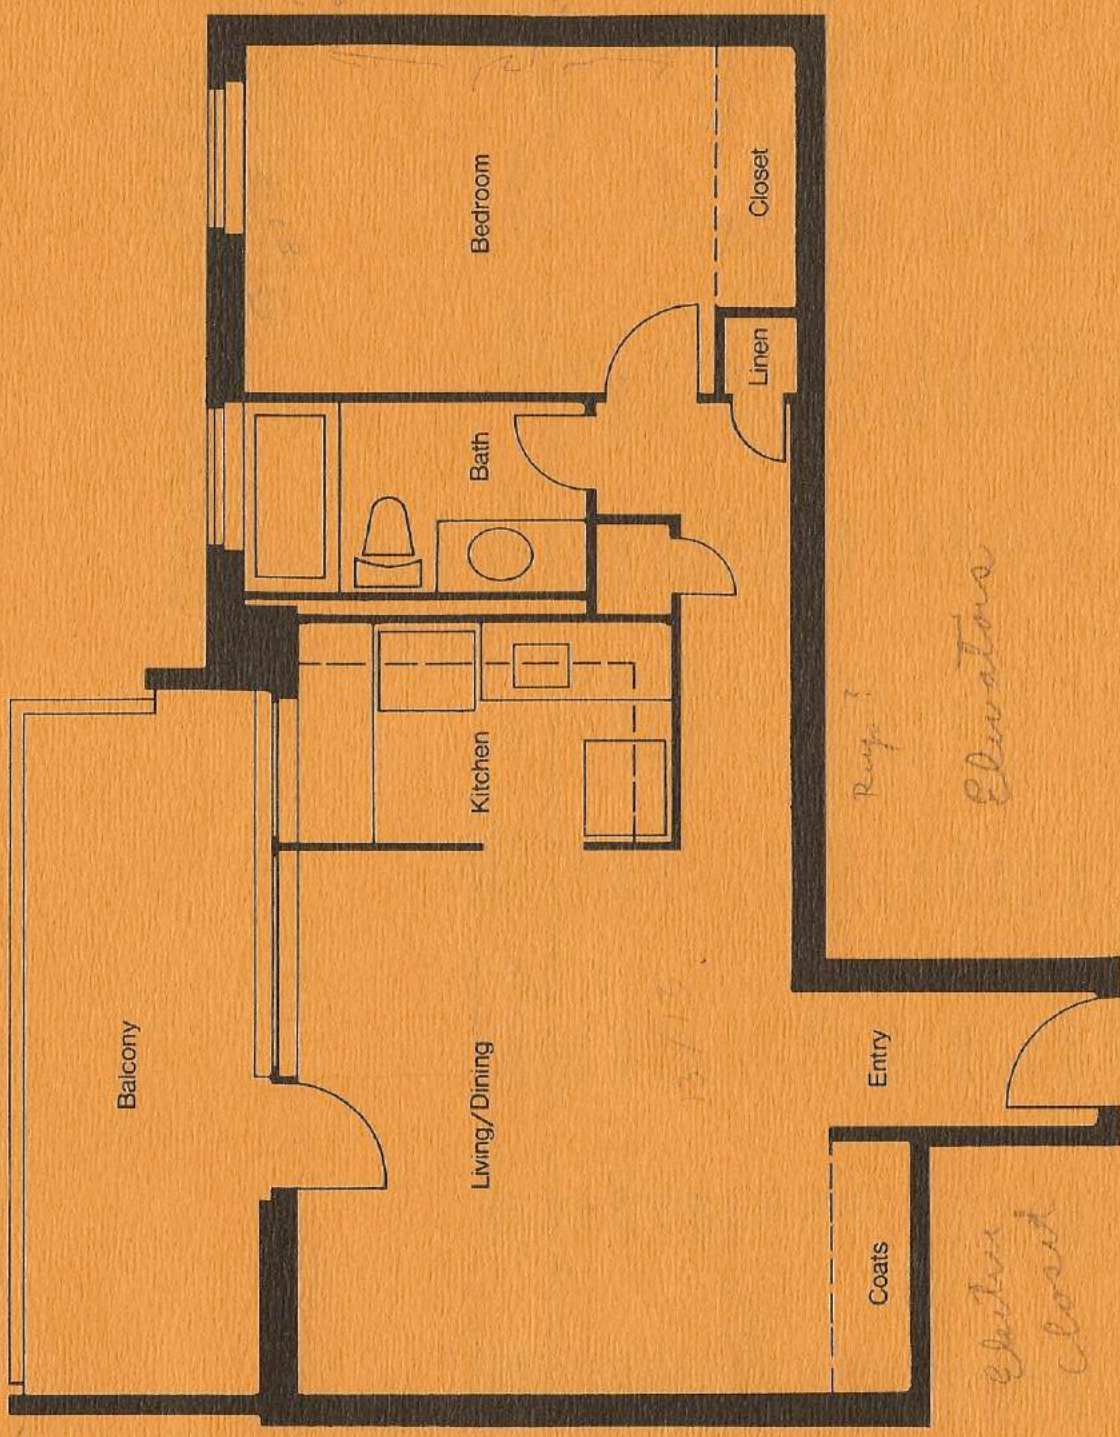 Balcony
Living/Dining
Kitchen
Bath
Bedroom
Closet
Linen
Entry
Coats
Elevators
Electric
Closet